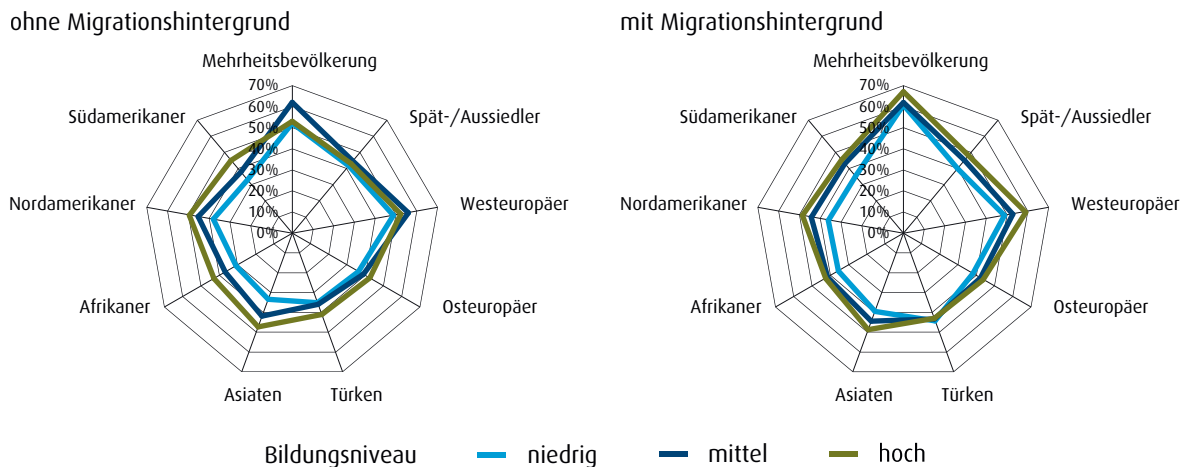 ohne Migrationshintergrund
Mehrheitsbevölkerung
70%
60%
50%
40%
30%
20%
10%
0%
Spät-/Aussiedler
Westeuropäer
Osteuropäer
Türken
Asiaten
Afrikaner
Nordamerikaner
Südamerikaner
mit Migrationshintergrund
Mehrheitsbevölkerung
70%
60%
50%
40%
30%
20%
10%
0%
Spät-/Aussiedler
Westeuropäer
Osteuropäer
Türken
Asiaten
Afrikaner
Nordamerikaner
Südamerikaner
Bildungsniveau niedrig mittel hoch